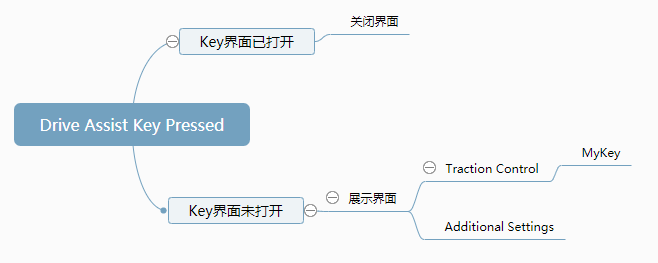 关闭界面
Key界面已打开
Drive Assist Key Pressed
MyKey
Traction Control
展示界面
Key界面未打开
Additional Settings